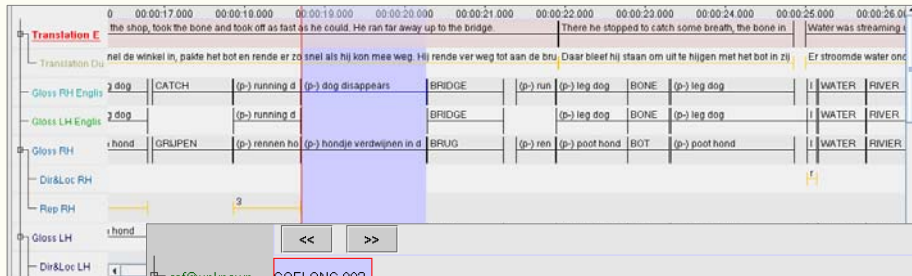 0 00:00:17.000 00:00:18.000 00:00:19.000 00:00:20.000 00:00:21.000 00:00:22.000 00:00:23.000 00:00:24.000 00:00:25.000 00:00:26.0
Translation E the shop, took the bone and took off as fast as he could. He ran far away up to the bridge. There he stopped to catch some breath, the bone in Water was streaming
Translation Du nel de winkel in, pakte het bot en rende er zo snel als hij kon mee weg. Hij rende ver weg tot aan de bru Daar bleef hij staan om uit te hijgen met het bot in zij Er stroomde water ond
Gloss RH Englis dog CATCH (p-) running d (p-) dog disappears BRIDGE (p-) run (p-) leg dog BONE (p-) leg dog I WATER RIVER
Gloss LH Englis dog (p-) running d BRIDGE (p-) leg dog BONE (p-) leg dog I WATER RIVER
Gloss RH hond GRIJPEN (p-) rennen ho (p-) hondje verdwijnen in d BRUG (p-) ren (p-) poot hond BOT (p-) poot hond I WATER RIVIER
Dir&Loc RH r
Rep RH 3
Gloss LH hond
<< >>
Dir&Loc LH